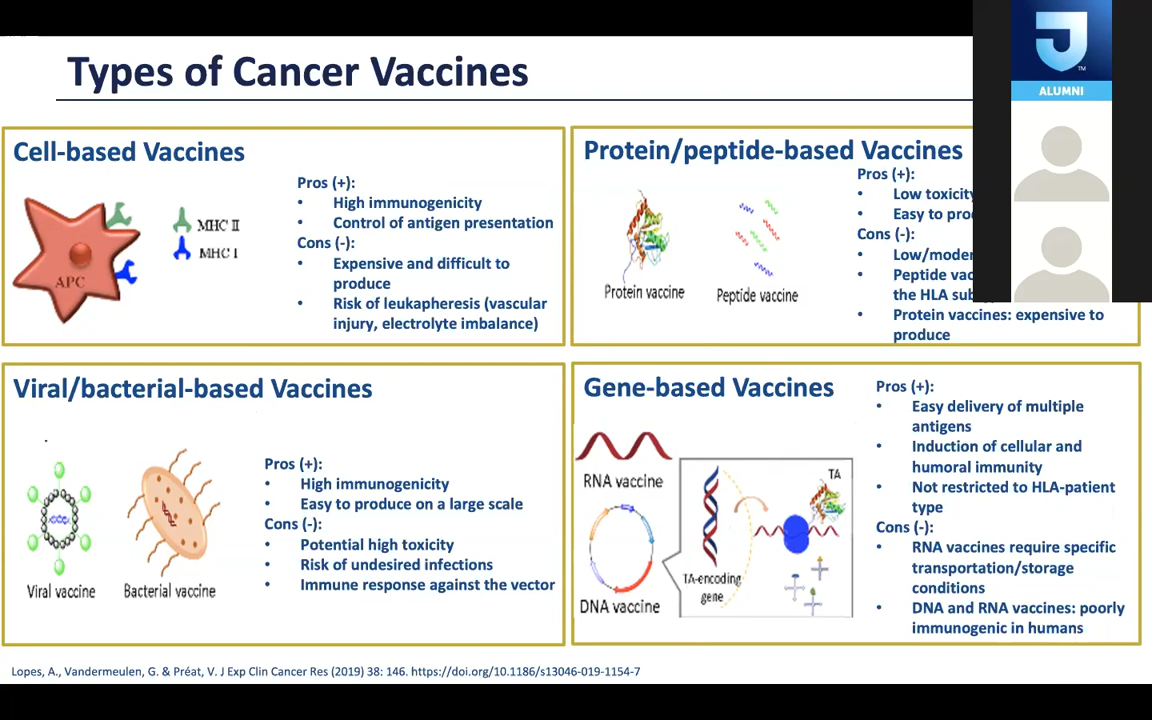 Types of Cancer Vaccines
ALUMNI
Cell-based Vaccines
APC
MHC II
MHC I
Pros (+):
• High immunogenicity
• Control of antigen presentation
Cons (-):
• Expensive and difficult to
produce
• Risk of leukapheresis (vascular
injury, electrolyte imbalance)
Protein/peptide-based Vaccines
Protein vaccine
Peptide vaccine
Pros (+):
• Low toxicity
• Easy to
Cons (-):
•
• Peptide
the HLA
• Protein vaccines: expensive to
produce
Viral/bacterial-based Vaccines
Viral vaccine
Bacterial vaccine
Pros (+):
• High immunogenicity
• Easy to produce on a large scale
Cons (-):
• Potential high toxicity
• Risk of undesired infections
• Immune response against the vector
Gene-based Vaccines
RNA vaccine
DNA vaccine
TA
TA-encoding
gene
Pros (+):
• Easy delivery of multiple
antigens
• Induction of cellular and
humoral immunity
• Not restricted to HLA-patient
type
Cons (-):
• RNA vaccines require specific
transportation/storage
conditions
• DNA and RNA vaccines: poorly
immunogenic in humans
Lopes, A., Vandermeulen, G. & Préat, V. J Exp Clin Cancer Res (2019) 38: 146. https://doi.org/10.1186/s13046-019-1154-7